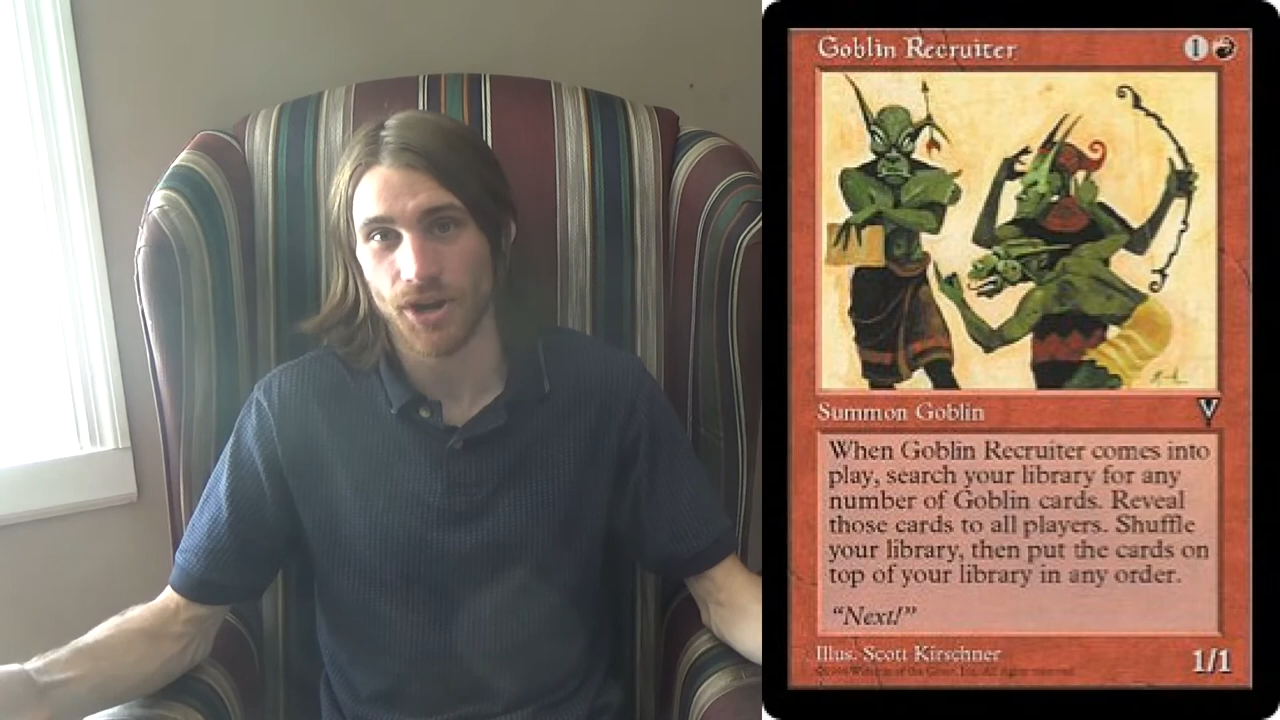 Goblin Recruiter 1
Summon Goblin
When Goblin Recruiter comes into
play, search your library for any
number of Goblin cards. Reveal
those cards to all players. Shuffle
your library, then put the cards on
top of your library in any order.
“Next!”
Illus. Scott Kirschner
1/1